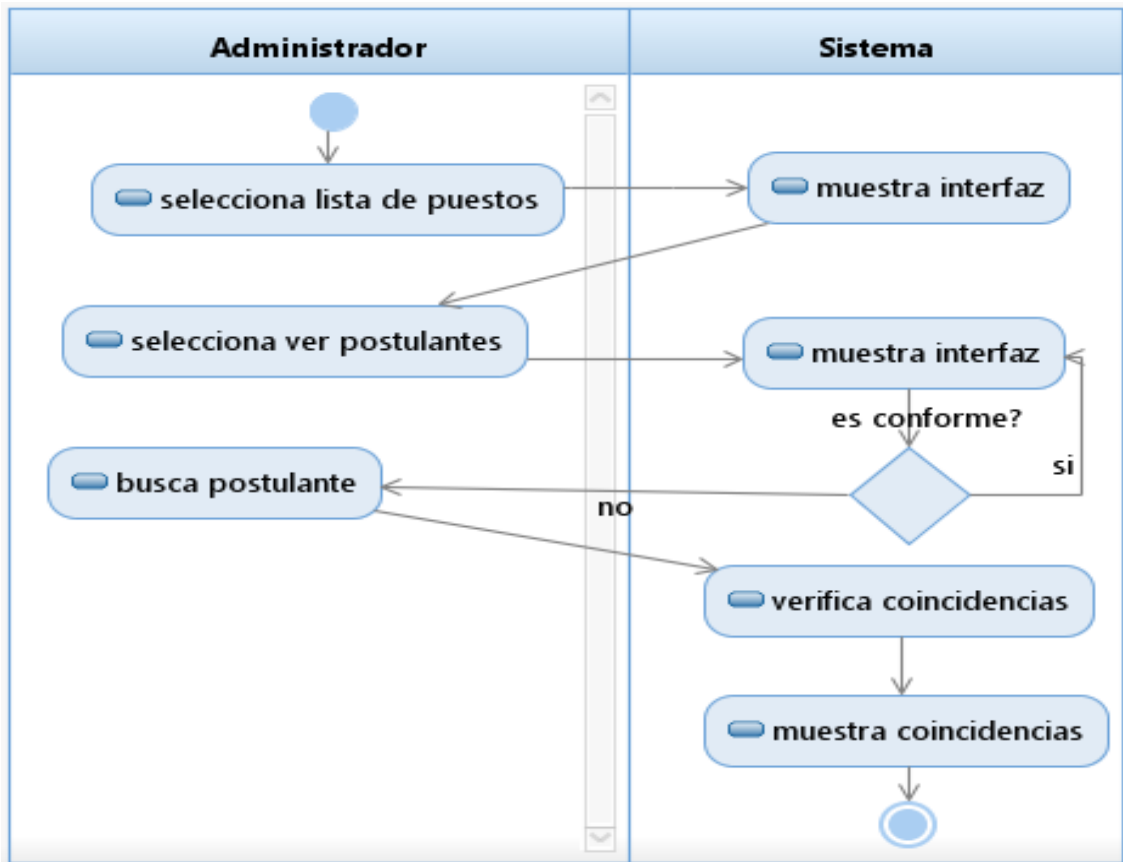 Administrador
Sistema
selecciona lista de puestos
muestra interfaz
selecciona ver postulantes
muestra interfaz
es conforme?
si
busca postulante
no
verifica coincidencias
muestra coincidencias